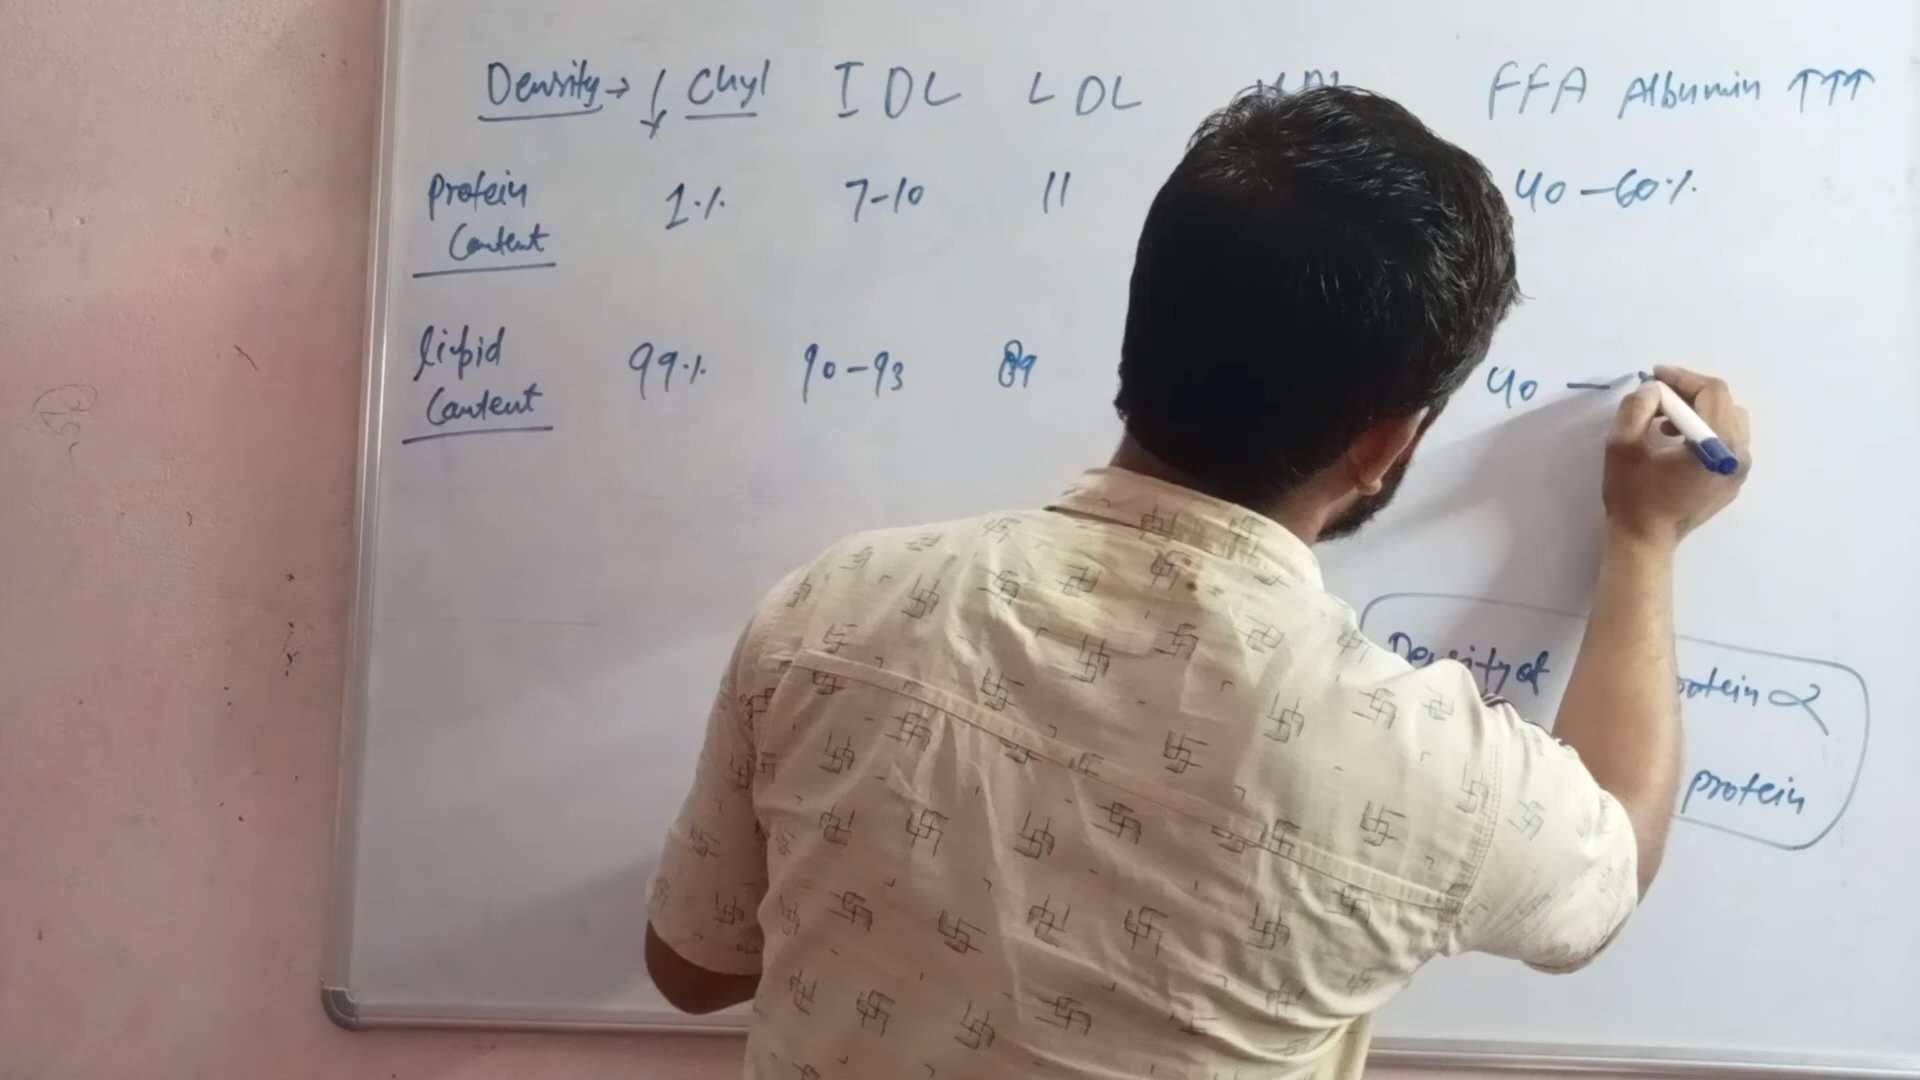 Density → ↓ Chyl IDL LDL HDL FFA Albumin ↑↑↑
Protein 1% 7-10 11 40-60%
Content
lipid 99% 90-93 89 40 -
Content
Density of protein ∝
protein